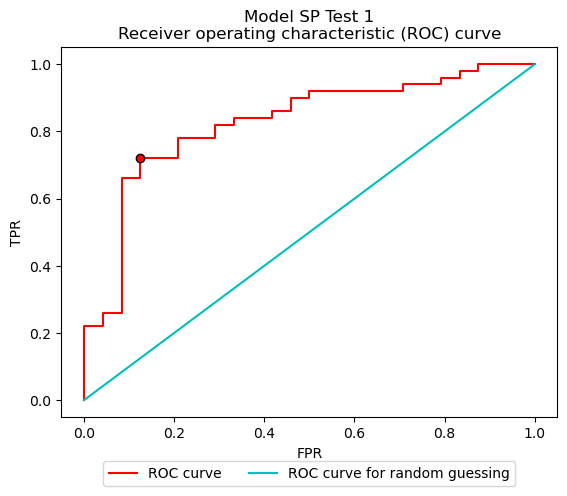 Model SP Test 1
Receiver operating characteristic (ROC) curve
1.0
0.8
0.6
0.4
0.2
0.0
TPR
0.0 0.2 0.4 0.6 0.8 1.0
FPR
ROC curve ROC curve for random guessing